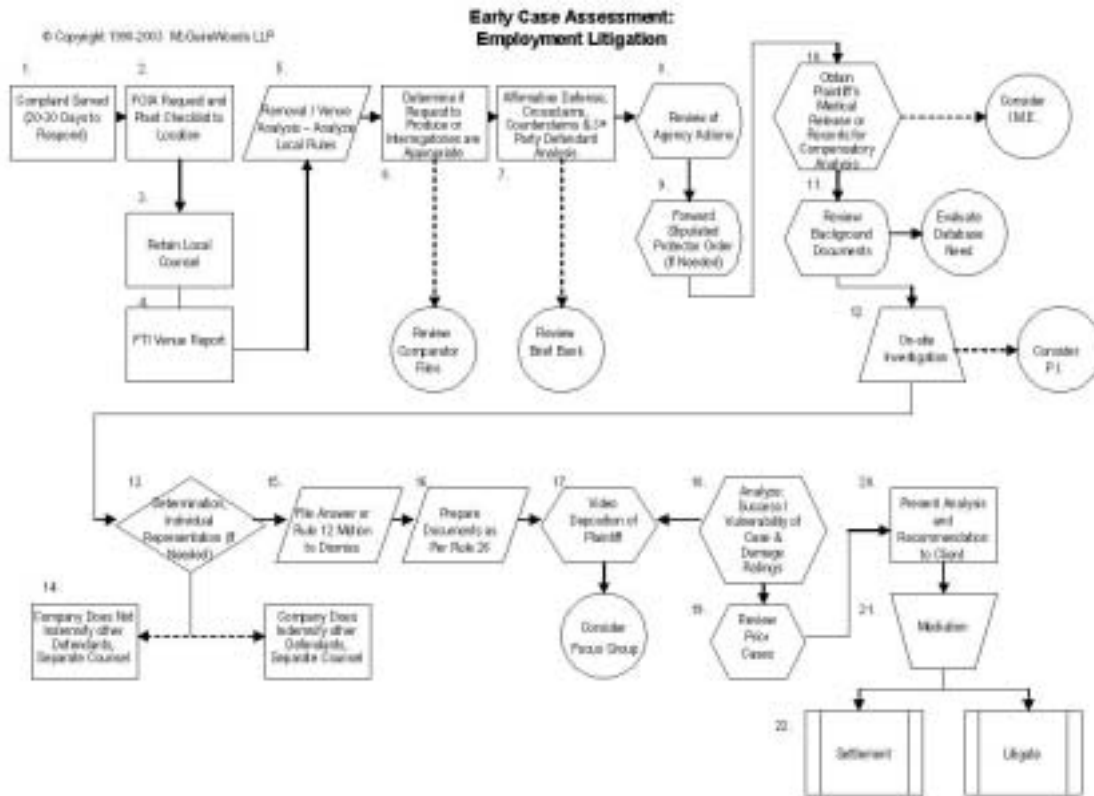 Early Case Assessment:
Employment Litigation
© Copyright 1998-2003 McGuireWoods LLP
1.
Complaint Served
(20-30 Days to
Respond)
2.
FOIA Request and
Checklist to
Location
3.
Retain Local
Counsel
4.
Venue Report
5.
Removal / Venue
Analysis – Analyze
Local Rules
Determine if
Request to
Produce or
Interrogatories are
Appropriate
6.
Review
Comparator
Files
Affirmative Defense,
Crossclaims,
Counterclaims &
Party Defendant
Analysis
7.
Review
Brief Bank
8.
Review of
Agency Actions
9.
Forward
Stipulated
Order
(If Needed)
10.
Obtain
Plaintiff's
Medical
Release or
Records for
Compensatory
Analysis
Consider
I.M.E.
11.
Review
Background
Documents
Evaluate
Database
Need
12.
On-site
Investigation
Consider
P.I.
13.
Determination,
Individual
Representation (If
Needed)
14.
Company Does Not
Indemnify other
Defendants,
Separate Counsel
Company Does
Indemnify other
Defendants,
Separate Counsel
15.
File Answer or
Rule 12
to Dismiss
16.
Prepare
Documents as
Per Rule 26
17.
Video
Deposition of
Plaintiff
Consider
Focus Group
18.
Analyze:
Success /
Vulnerability of
Case &
Damage
Ratings
19.
Review
Prior
Cases
20.
Present Analysis
and
Recommendation
to Client
21.
Mediation
22.
Settlement
Litigate